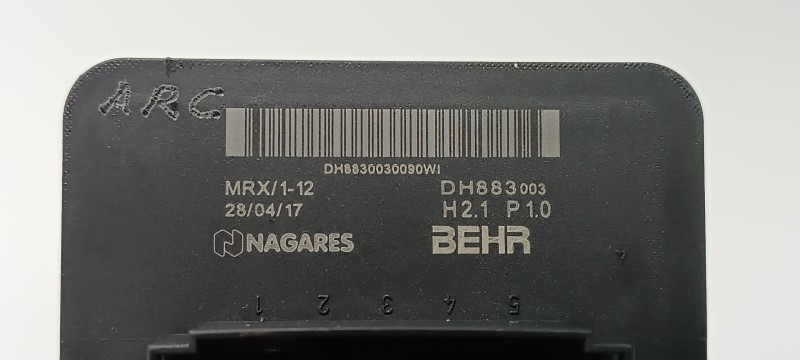 ARC
DH8830030090WI
MRX/1-12 DH883003
28/04/17 H2.1 P1.0
NAGARES BEHR
1 2 3 4 5